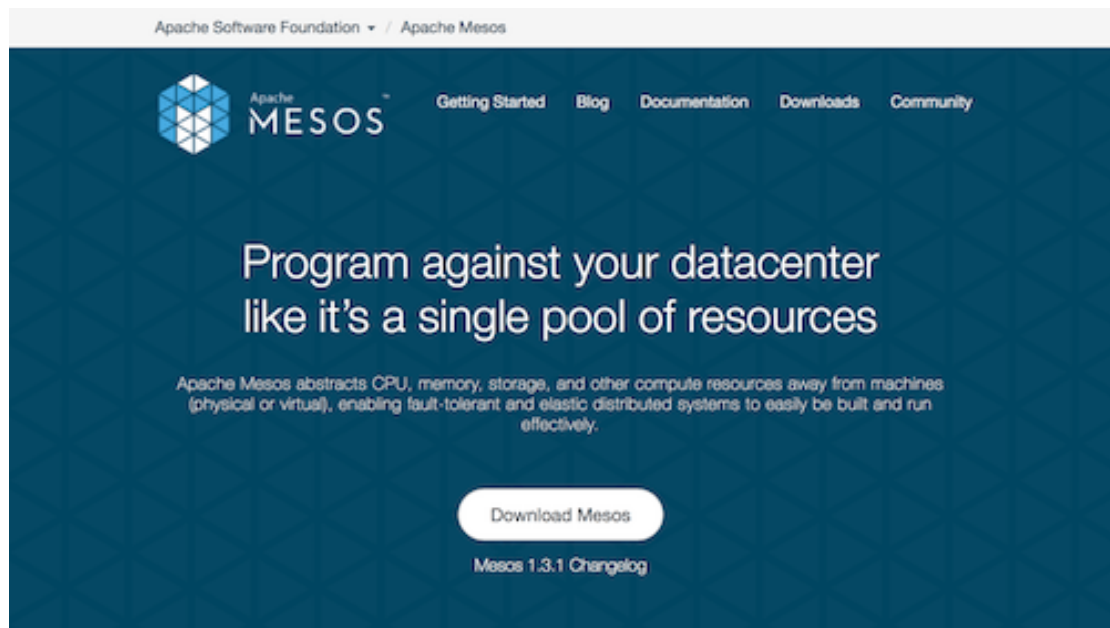 Apache Software Foundation / Apache Mesos
Apache
MESOS™
Getting Started Blog Documentation Downloads Community
Program against your datacenter
like it’s a single pool of resources
Apache Mesos abstracts CPU, memory, storage, and other compute resources away from machines
(physical or virtual), enabling fault-tolerant and elastic distributed systems to easily be built and run
effectively.
Download Mesos
Mesos 1.3.1 Changelog